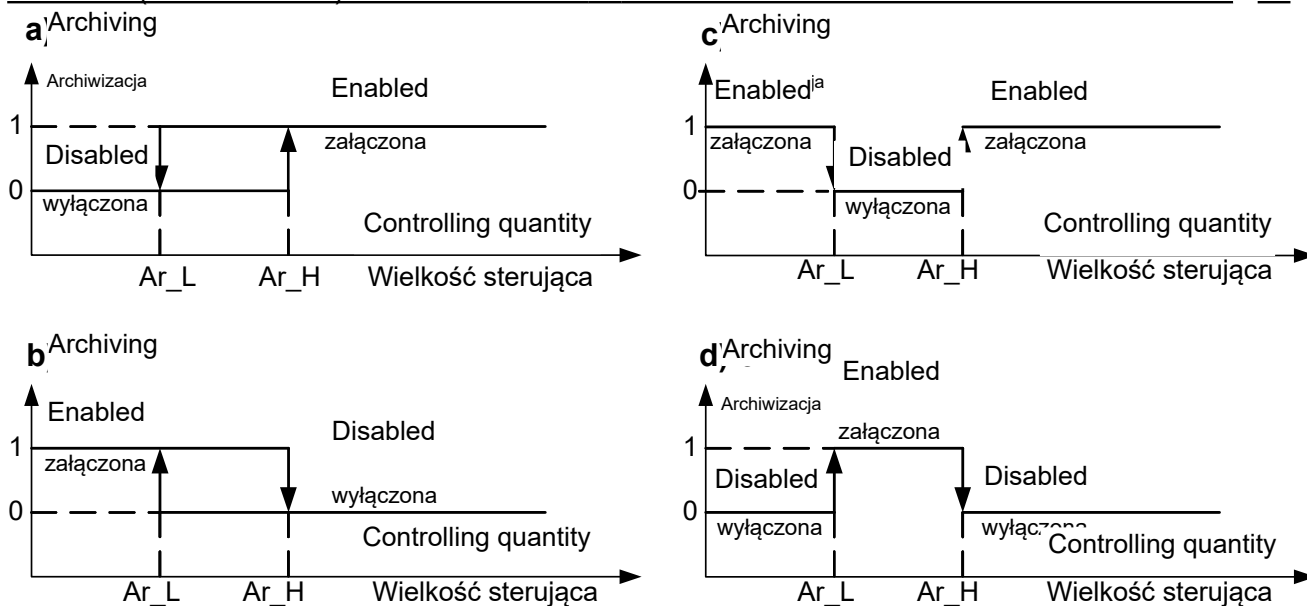 a) Archiving
Archiwizacja
Enabled
1
załączona
Disabled
0
wyłączona
Controlling quantity
Ar_L Ar_H Wielkość sterująca
c) Archiving
Enabled ja
Enabled
1
załączona
załączona
Disabled
0
wyłączona
Controlling quantity
Ar_L Ar_H Wielkość sterująca
b) Archiving
Enabled
Disabled
1
załączona
wyłączona
0
Controlling quantity
Ar_L Ar_H Wielkość sterująca
d) Archiving
Enabled
Archiwizacja
załączona
1
Disabled
Disabled
0
wyłączona
Controlling quantity
Ar_L Ar_H Wielkość sterująca